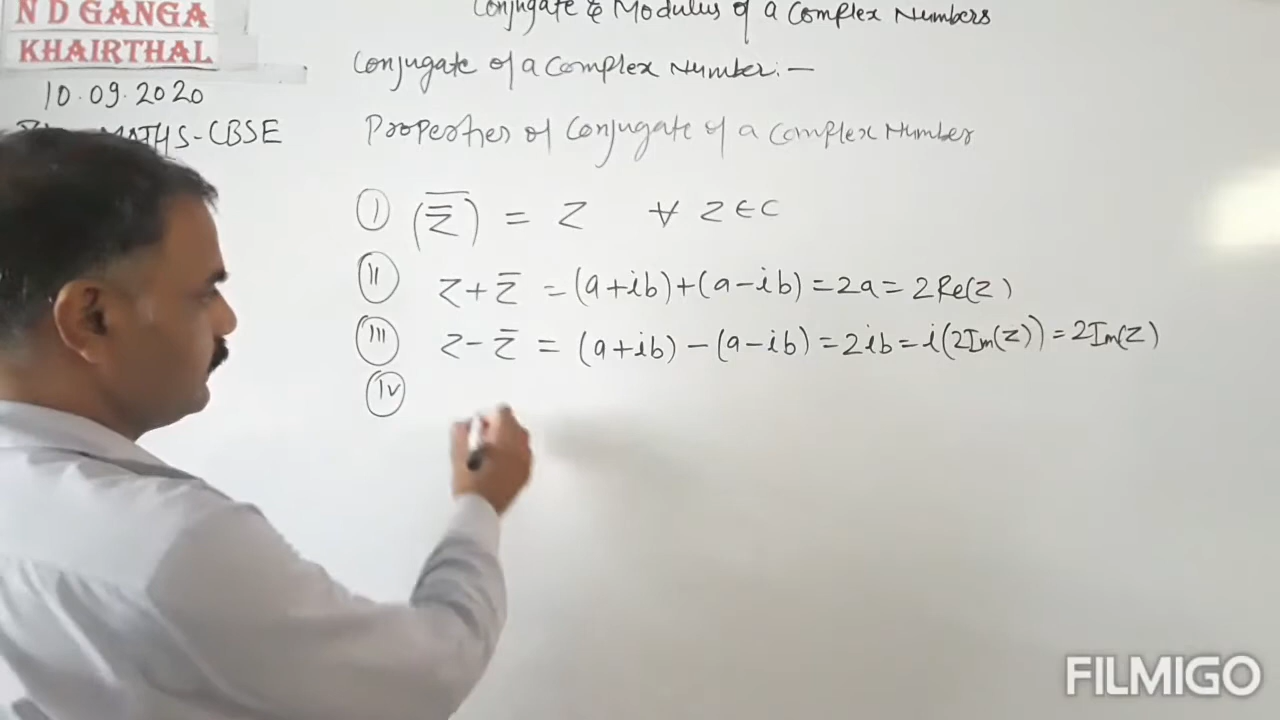 N D GANGA
KHAIRTHAL
10.09.2020
MATHS-CBSE
Conjugate & Modulus of a Complex Numbers
Conjugate of a Complex Number:-
Properties of Conjugate of a Complex Number
(I) (z̿) = z ∀ z ∈ C
(II) z + z̅ = (a+ib)+(a-ib) = 2a = 2Re(z)
(III) z - z̅ = (a+ib) - (a-ib) = 2ib = i(2Im(z)) = 2Im(z)
(IV)
FILMIGO